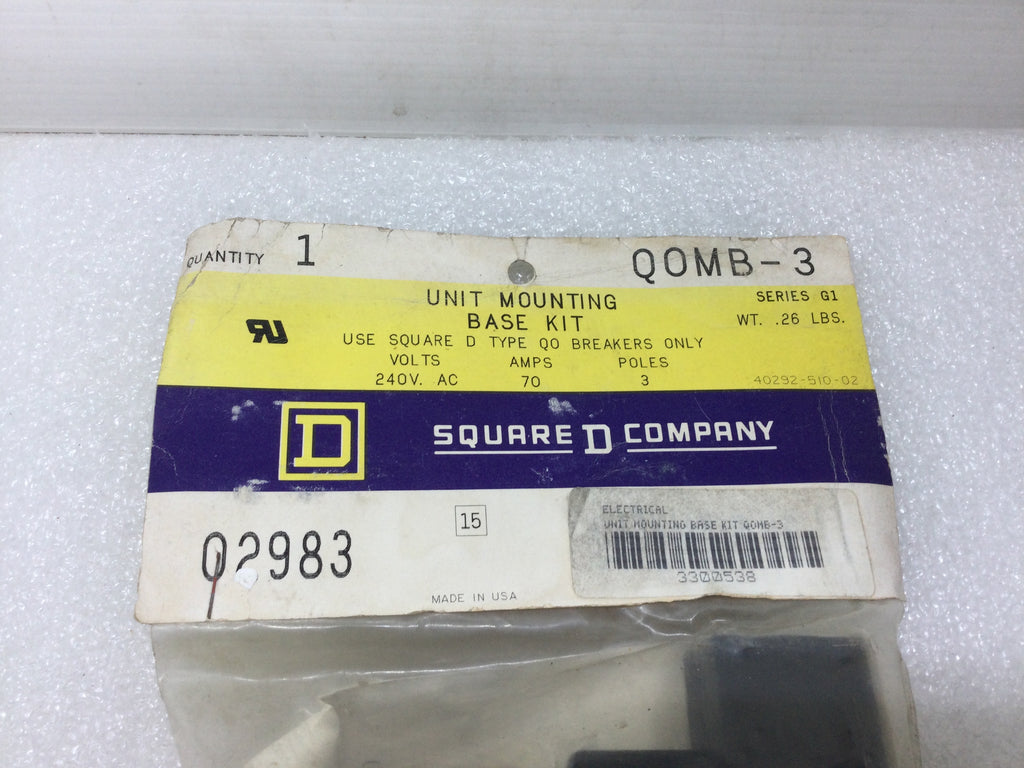 QUANTITY 1
QOMB-3
UNIT MOUNTING
BASE KIT
SERIES G1
WT. .26 LBS.
RU
USE SQUARE D TYPE QO BREAKERS ONLY
VOLTS AMPS POLES
240V. AC 70 3
40292-510-02
D
SQUARE D COMPANY
15
02983
ELECTRICAL
UNIT MOUNTING BASE KIT QOMB-3
3300538
MADE IN USA